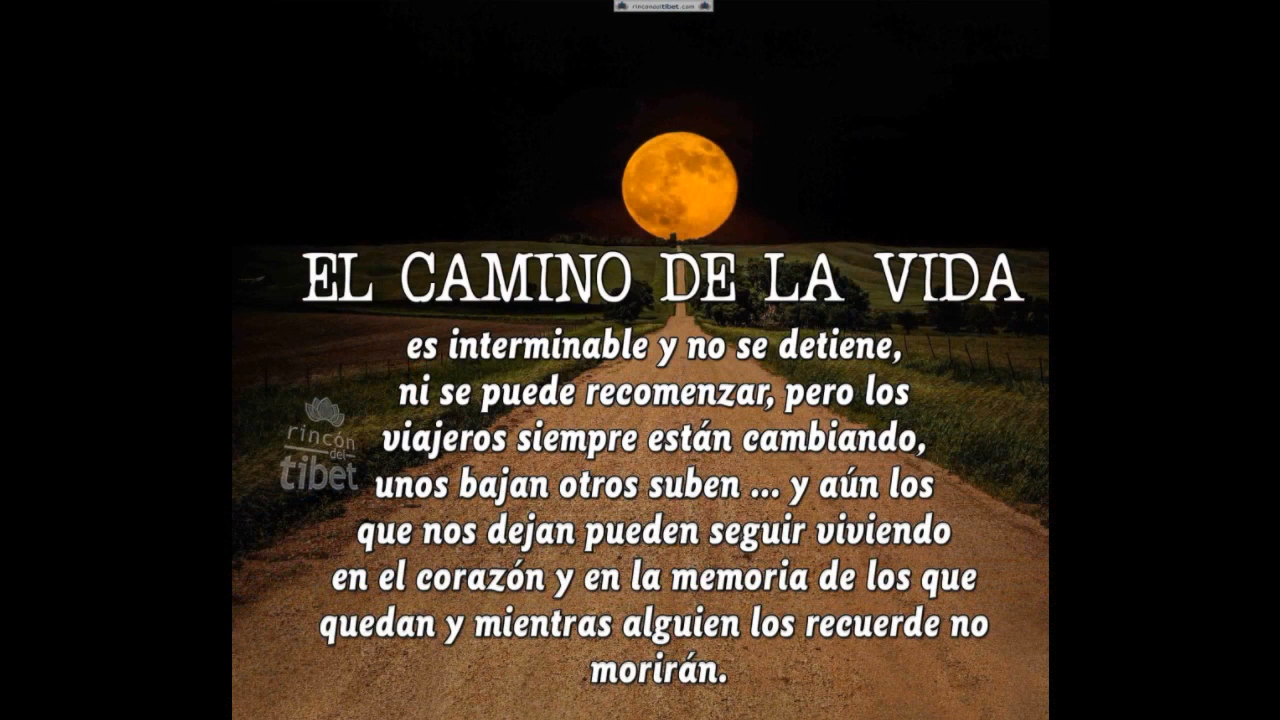 rincondeltibet.com
EL CAMINO DE LA VIDA
es interminable y no se detiene,
ni se puede recomenzar, pero los
viajeros siempre están cambiando,
unos bajan otros suben ... y aún los
que nos dejan pueden seguir viviendo
en el corazón y en la memoria de los que
quedan y mientras alguien los recuerde no
morirán.
rincón
del
tibet